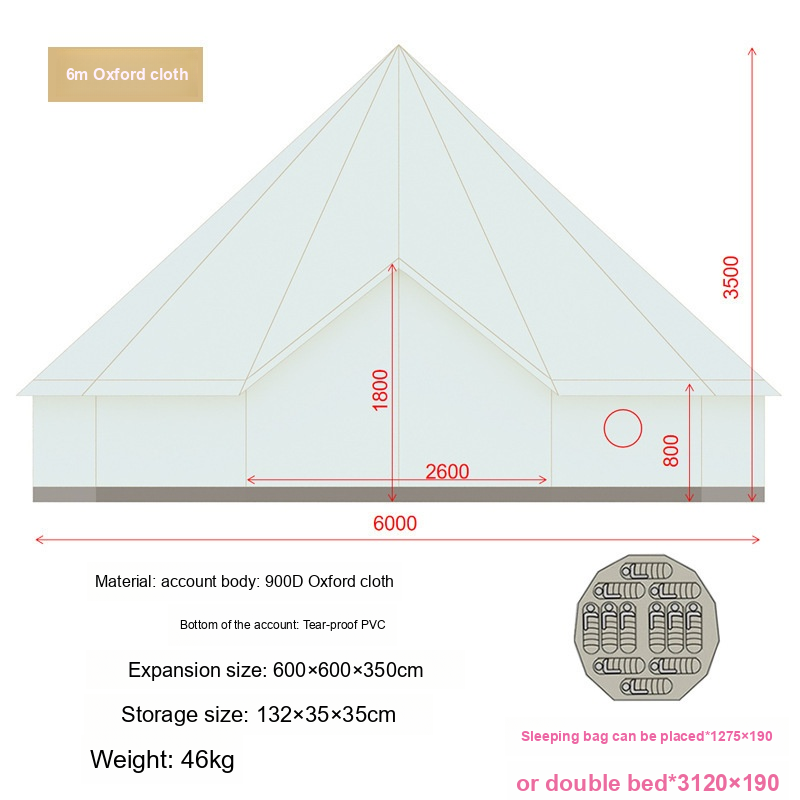 6m Oxford cloth
3500
1800
800
2600
6000
Material: account body: 900D Oxford cloth
Bottom of the account: Tear-proof PVC
Expansion size: 600×600×350cm
Storage size: 132×35×35cm
Weight: 46kg
Sleeping bag can be placed*1275×190
or double bed*3120×190